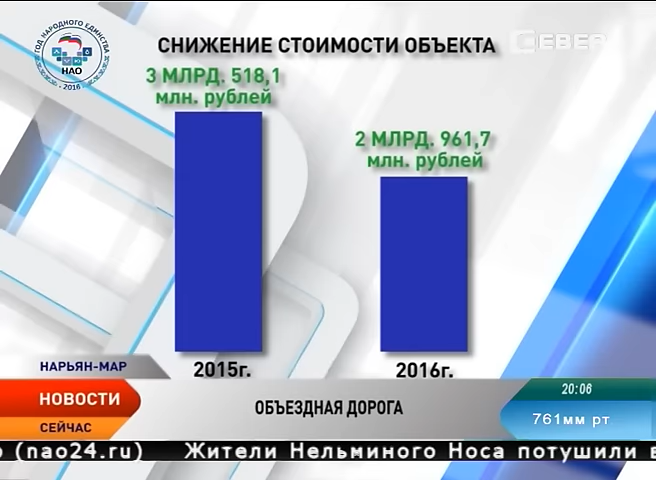 ГОД НАРОДНОГО ЕДИНСТВА
НАО
2016
СЕВЕР
СНИЖЕНИЕ СТОИМОСТИ ОБЪЕКТА
3 МЛРД. 518,1
млн. рублей
2 МЛРД. 961,7
млн. рублей
2015г.
2016г.
НАРЬЯН-МАР
НОВОСТИ
СЕЙЧАС
ОБЪЕЗДНАЯ ДОРОГА
20:06
761мм рт
(nao24.ru) Жители Нельминого Носа потушили